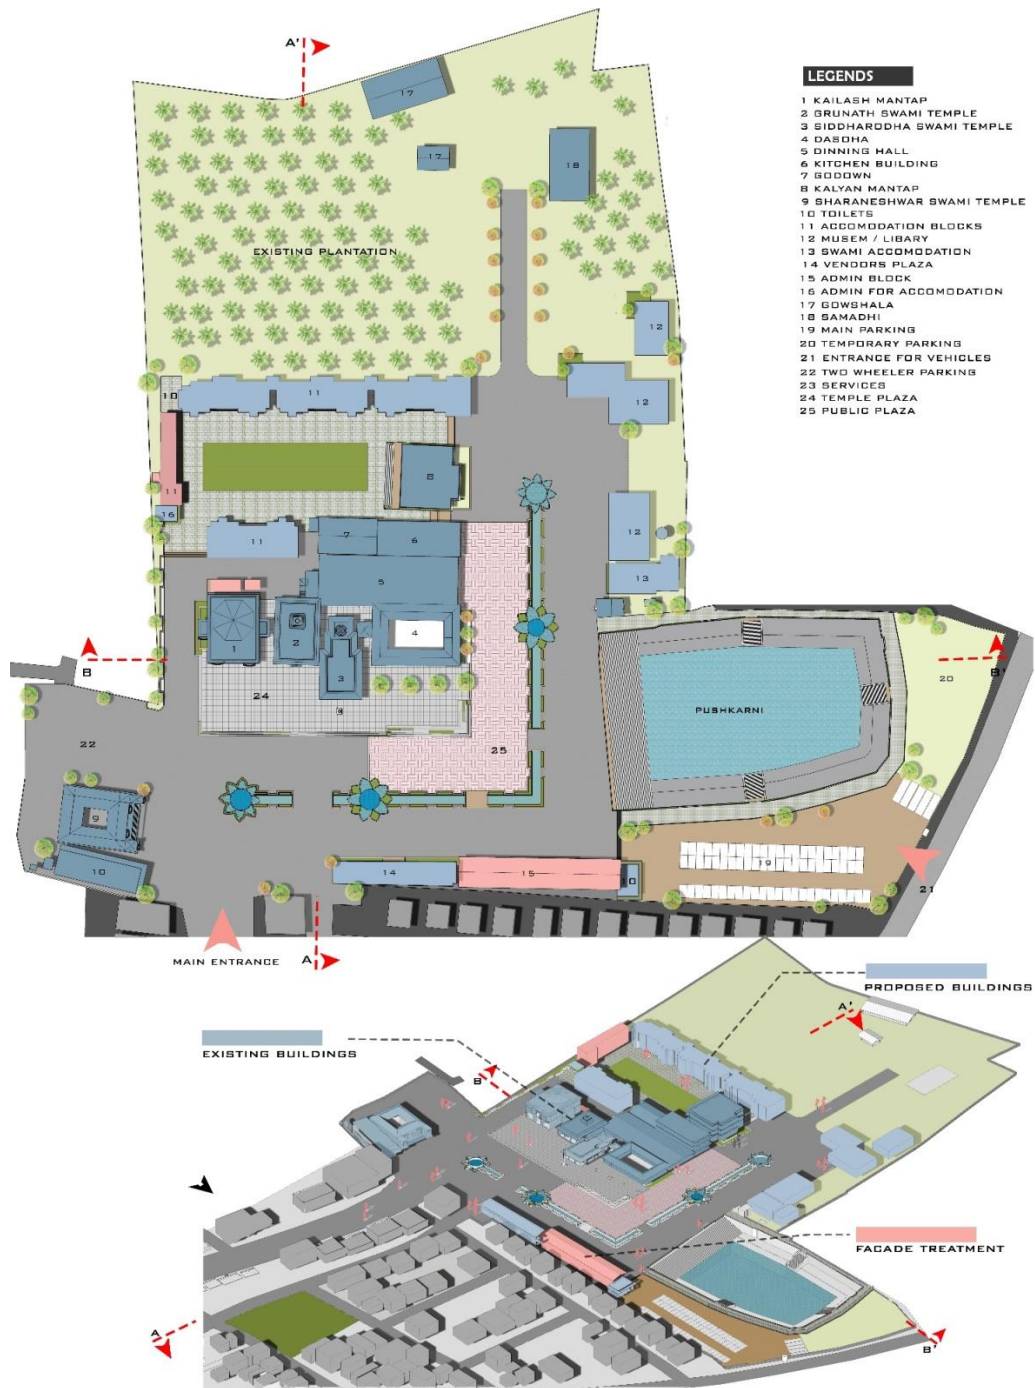 A'
17
LEGENDS
1 KAILASH MANTAP
2 GRUNATH SWAMI TEMPLE
3 SIDDHARODHA SWAMI TEMPLE
4 DASOHA
5 DINNING HALL
6 KITCHEN BUILDING
7 GODOWN
8 KALYAN MANTAP
9 SHARANESHWAR SWAMI TEMPLE
10 TOILETS
11 ACCOMODATION BLOCKS
12 MUSEM / LIBARY
13 SWAMI ACCOMODATION
14 VENDORS PLAZA
15 ADMIN BLOCK
16 ADMIN FOR ACCOMODATION
17 GOWSHALA
18 SAMADHI
19 MAIN PARKING
20 TEMPORARY PARKING
21 ENTRANCE FOR VEHICLES
22 TWO WHEELER PARKING
23 SERVICES
24 TEMPLE PLAZA
25 PUBLIC PLAZA
17
18
EXISTING PLANTATION
12
10
11
12
11
8
16
11
7
6
12
5
13
1
2
4
3
B
B'
20
24
PUSHKARNI
22
25
9
10
14
15
10
19
21
MAIN ENTRANCE
A
PROPOSED BUILDINGS
A'
EXISTING BUILDINGS
B
FACADE TREATMENT
A
B'